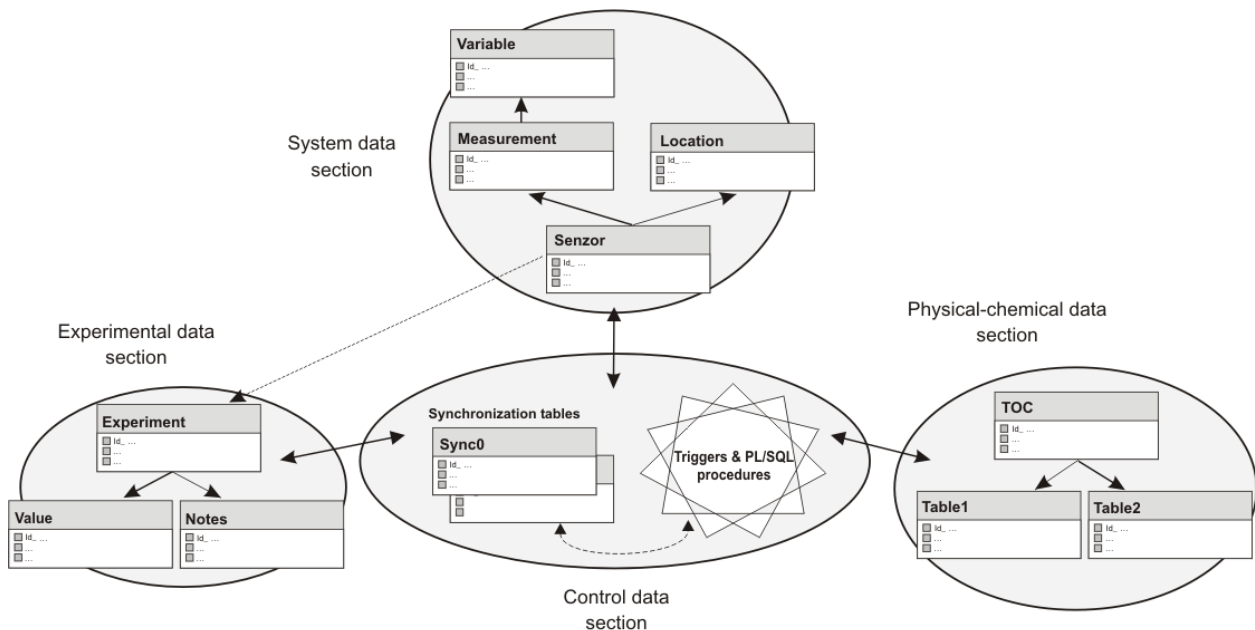 Variable
Id_ ...
...
...
System data
section
Measurement
Id_ ...
...
...
Location
Id_ ...
...
...
Senzor
Id_ ...
...
...
Experimental data
section
Physical-chemical data
section
Experiment
Id_ ...
...
...
Value
Id_ ...
...
...
Notes
Id_ ...
...
...
Synchronization tables
Sync0
Id_ ...
...
...
Triggers & PL/SQL
procedures
TOC
Id_ ...
...
...
Table1
Id_ ...
...
...
Table2
Id_ ...
...
...
Control data
section